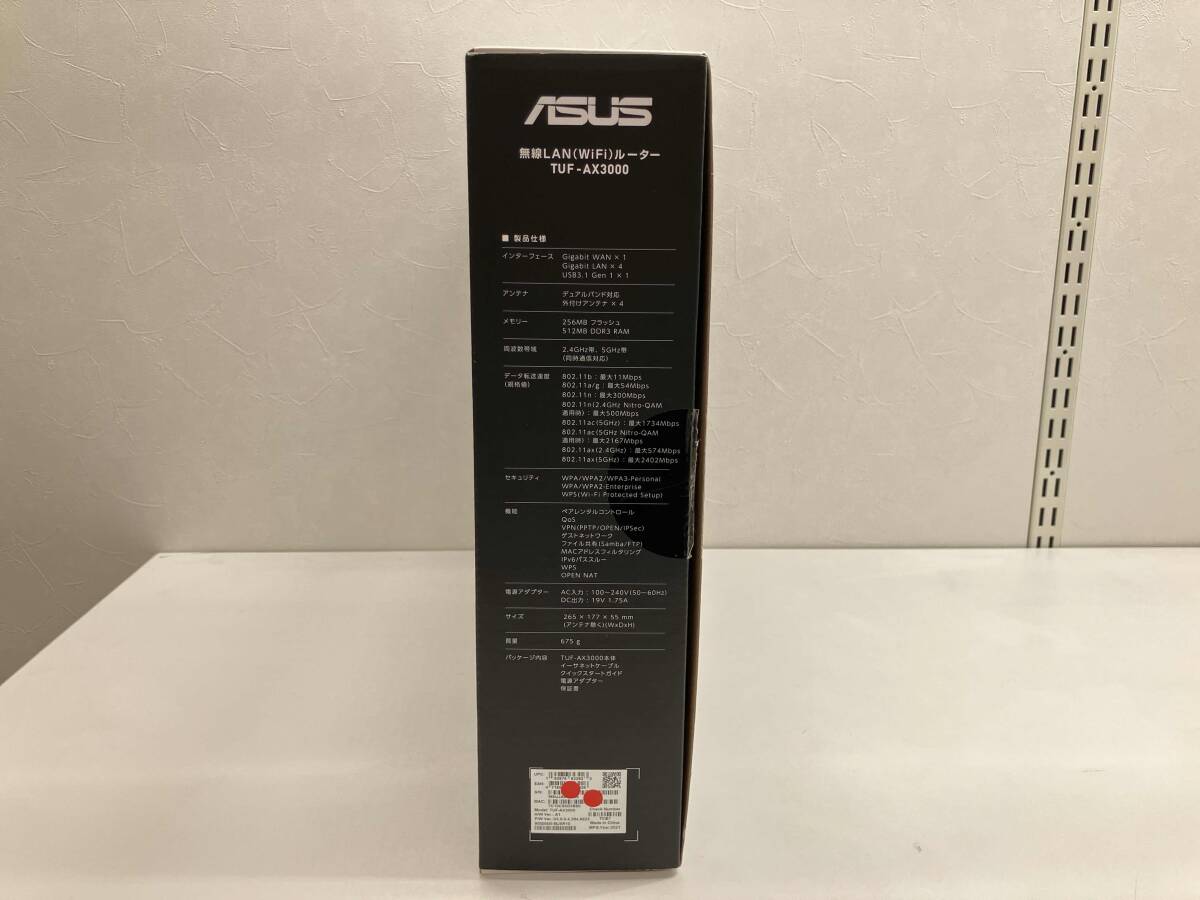 ASUS
無線LAN(WiFi)ルーター
TUF-AX3000
■ 製品仕様
インターフェース Gigabit WAN × 1
Gigabit LAN × 4
USB3.1 Gen 1 × 1
アンテナ デュアルバンド対応
外付けアンテナ × 4
メモリー 256MB フラッシュ
512MB DDR3 RAM
周波数帯域 2.4GHz帯、5GHz帯
(同時通信対応)
データ転送速度 802.11b：最大11Mbps
(規格値) 802.11a/g：最大54Mbps
802.11n：最大300Mbps
802.11n(2.4GHz Nitro-QAM
適用時)：最大500Mbps
802.11ac(5GHz)：最大1734Mbps
802.11ac(5GHz Nitro-QAM
適用時)：最大2167Mbps
802.11ax(2.4GHz)：最大574Mbps
802.11ax(5GHz)：最大2402Mbps
セキュリティ WPA/WPA2/WPA3-Personal
WPA/WPA2-Enterprise
WPS(Wi-Fi Protected Setup)
機能 ペアレンタルコントロール
QoS
VPN(PPTP/OPEN/IPSec)
ゲストネットワーク
ファイル共有(Samba/FTP)
MACアドレスフィルタリング
IPv6パススルー
WPS
OPEN NAT
電源アダプター AC入力：100～240V(50～60Hz)
DC出力：19V 1.75A
サイズ 265 × 177 × 55 mm
(アンテナ除く)(WxDxH)
質量 675 g
パッケージ内容 TUF-AX3000本体
イーサネットケーブル
クイックスタートガイド
電源アダプター
保証書
UPC:
EAN:
S/N:
MAC:
Model: TUF-AX3000
Check Number
H/W Ver.: A1
Made in China
MFG.Year:2021